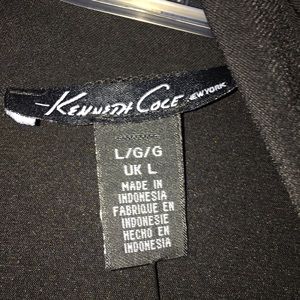 KENNETH COLE NEW YORK
L/G/G
UK L
MADE IN
INDONESIA
FABRIQUE EN
INDONESIE
HECHO EN
INDONESIA